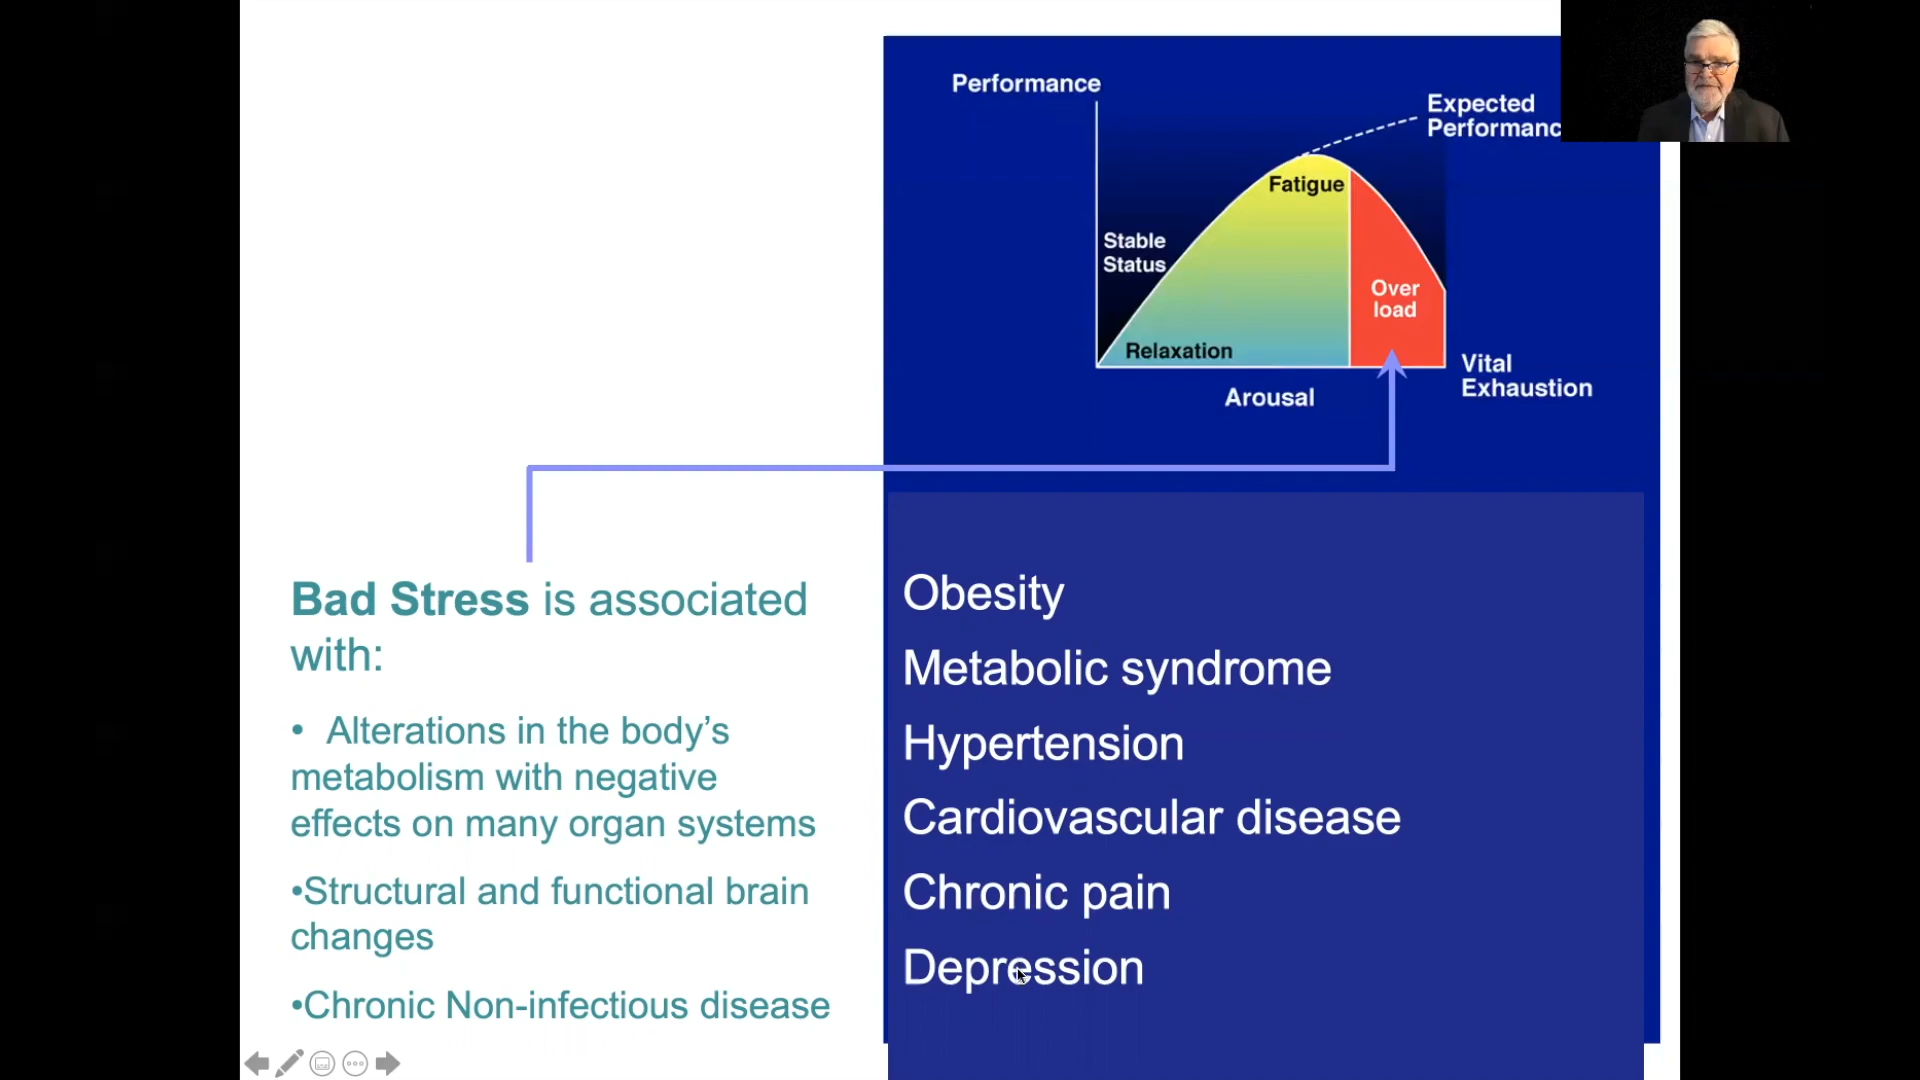 Performance
Expected
Performanc
Fatigue
Stable
Status
Over
load
Relaxation
Vital
Exhaustion
Arousal
Bad Stress is associated
with:
• Alterations in the body’s
metabolism with negative
effects on many organ systems
•Structural and functional brain
changes
•Chronic Non-infectious disease
Obesity
Metabolic syndrome
Hypertension
Cardiovascular disease
Chronic pain
Depression